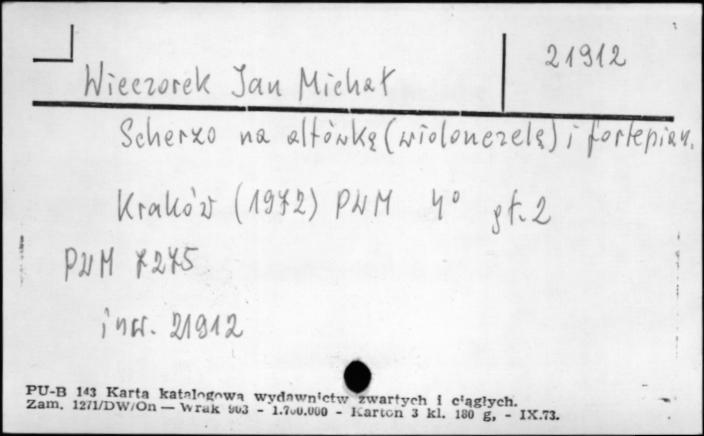 21912
Wieczorek Jan Michał
Scherzo na altówkę (wiolonczelę) i fortepian.
Kraków (1972) PWM 4° gł. 2
PWM 7275
inw. 21912
PU-B 143 Karta katalogowa wydawnictw zwartych i ciągłych.
Zam. 1271/DW/On — Wrak 903 - 1.700.000 - Karton 3 kl. 180 g, - IX.73.